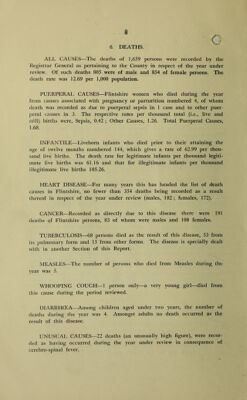 8
6. DEATHS.
ALL CAUSES—The deaths of 1,659 persons were recorded by the
Registrar General as pertaining to the County in respect of the year under
review. Of such deaths 805 were of male and 854 of female persons. The
death rate was 12.69 per 1,000 population.
PUERPERAL CAUSES—Flintshire women who died during the year
from causes associated with pregnancy or parturition numbered 4, of whom
death was recorded as due to puerperal sepsis in 1 case and to other puer-
peral causes in 3. The respective rates per thousand total (i.e., live and
still) births were, Sepsis, 0.42; Other Causes, 1.26. Total Puerperal Causes,
1.68.
INFANTILE—Liveborn infants who died prior to their attaining the
age of twelve months numbered 144, which gives a rate of 62.99 per thou-
sand live births. The death rate for legitimate infants per thousand legiti-
mate live births was 61.16 and that for illegitimate infants per thousand
illegitimate live births 105.26.
HEART DISEASE—For many years this has headed the list of death
causes in Flintshire, no fewer than 354 deaths being recorded as a result
thereof in respect of the year under review (males, 182; females, 172).
CANCER—Recorded as directly due to this disease there were 191
deaths of Flintshire persons, 83 of whom were males and 108 females.
TUBERCULOSIS—68 persons died as the result of this disease, 53 from
its pulmonary form and 15 from other forms. The disease is specially dealt
with in another Section of this Report.
MEASLES—The number of persons who died from Measles during the
year was 5.
WHOOPING COUGH—1 person only—a very young girl—died from
this cause during the period reviewed.
DIARRHŒA—Among children aged under two years, the number of
deaths during the year was 4. Amongst adults no death occurred as the
result of this disease.
UNUSUAL CAUSES—22 deaths (an unusually high figure), were recor-
ded as having occurred during the year under review in consequence of
cerebro-spinal fever.